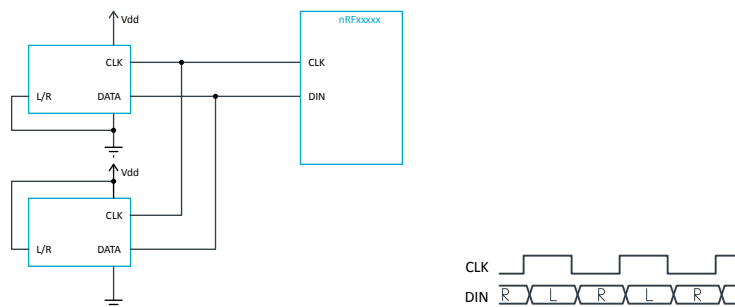 Vdd
nRFxxxxx
CLK
CLK
L/R
DATA
DIN
Vdd
CLK
L/R
DATA
CLK
DIN
R L R L R